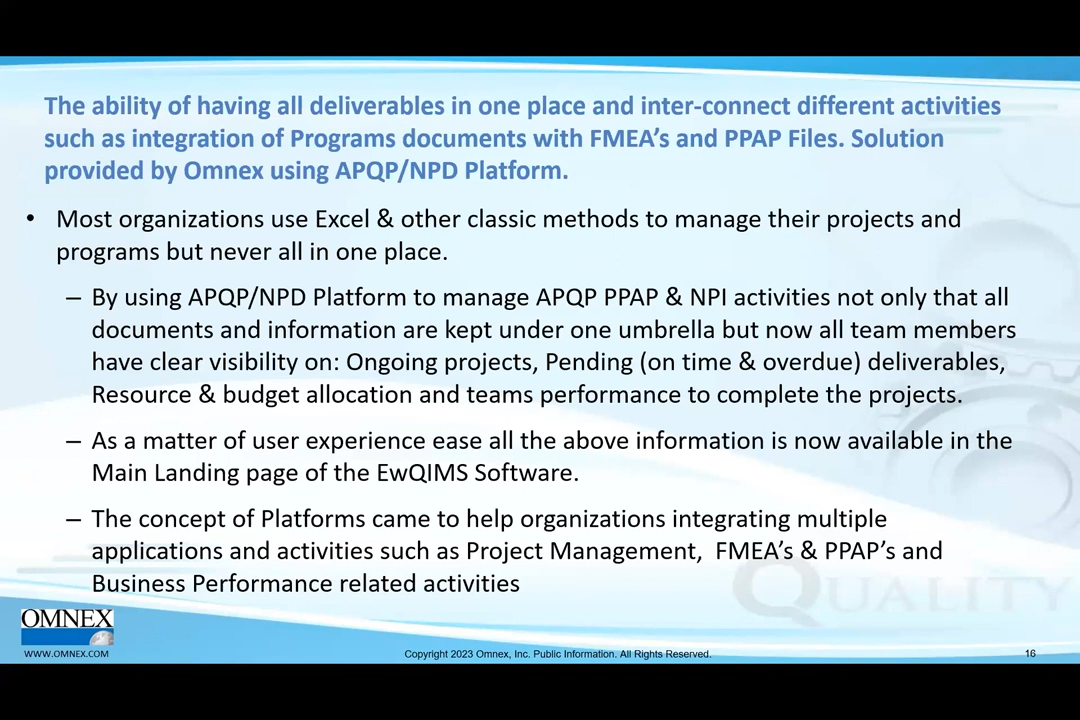 The ability of having all deliverables in one place and inter-connect different activities
such as integration of Programs documents with FMEA's and PPAP Files. Solution
provided by Omnex using APQP/NPD Platform.
• Most organizations use Excel & other classic methods to manage their projects and
programs but never all in one place.
– By using APQP/NPD Platform to manage APQP PPAP & NPI activities not only that all
documents and information are kept under one umbrella but now all team members
have clear visibility on: Ongoing projects, Pending (on time & overdue) deliverables,
Resource & budget allocation and teams performance to complete the projects.
– As a matter of user experience ease all the above information is now available in the
Main Landing page of the EwQIMS Software.
– The concept of Platforms came to help organizations integrating multiple
applications and activities such as Project Management, FMEA's & PPAP's and
Business Performance related activities
QUALITY
OMNEX
WWW.OMNEX.COM
Copyright 2023 Omnex, Inc. Public Information. All Rights Reserved.
16